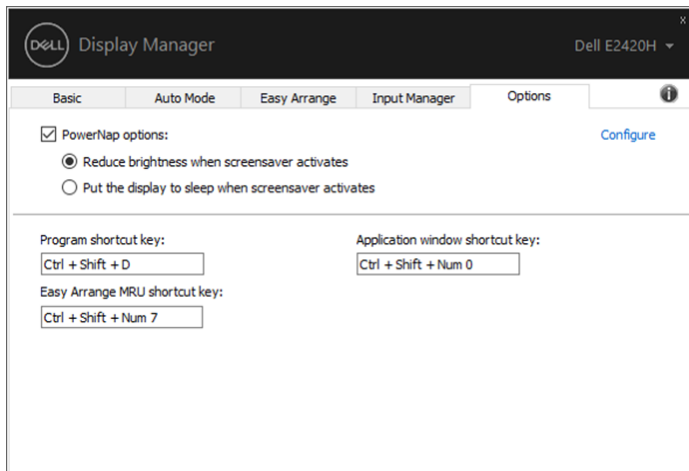 x
DELL Display Manager Dell E2420H
Basic Auto Mode Easy Arrange Input Manager Options i
PowerNap options: Configure
Reduce brightness when screensaver activates
Put the display to sleep when screensaver activates
Program shortcut key: Application window shortcut key:
Ctrl + Shift + D Ctrl + Shift + Num 0
Easy Arrange MRU shortcut key:
Ctrl + Shift + Num 7